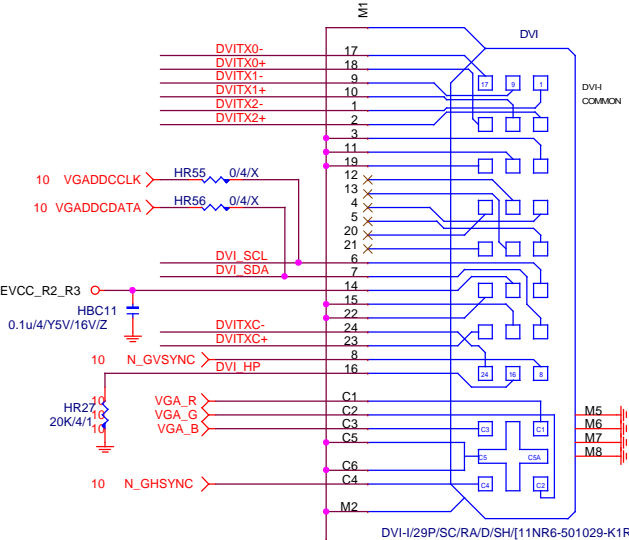 M1
DVI
DVITX0- 17
DVITX0+ 18
DVITX1- 9
DVITX1+ 10
DVITX2- 1
DVITX2+ 2
17 9 1
DVI-I
COMMON
3
11
19
10 VGADDCCLK HR55 0/4/X
12
13
10 VGADDCDATA HR56 0/4/X
4
5
20
21
DVI_SCL 6
DVI_SDA 7
EVCC_R2_R3 14
HBC11
0.1u/4/Y5V/16V/Z
15
22
DVITXC- 24
DVITXC+ 23
10 N_GVSYNC 8
DVI_HP 16
24 16 8
HR27
20K/4/1
10 VGA_R C1
10 VGA_G C2
10 VGA_B C3
C5
C6
10 N_GHSYNC C4
M2
C3 C1
C5 C5A
C4 C2
M5
M6
M7
M8
DVI-I/29P/SC/RA/D/SH/[11NR6-501029-K1R